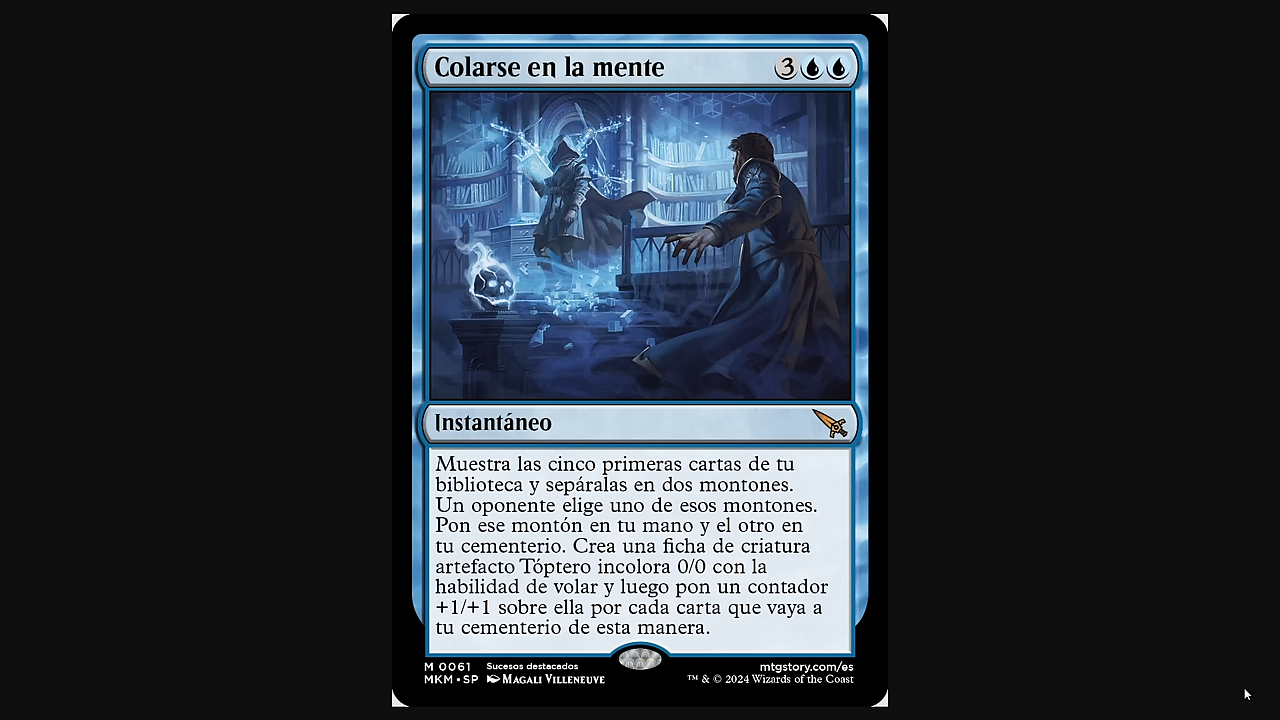 Colarse en la mente 3
Instantáneo
Muestra las cinco primeras cartas de tu
biblioteca y sepáralas en dos montones.
Un oponente elige uno de esos montones.
Pon ese montón en tu mano y el otro en
tu cementerio. Crea una ficha de criatura
artefacto Tóptero incolora 0/0 con la
habilidad de volar y luego pon un contador
+1/+1 sobre ella por cada carta que vaya a
tu cementerio de esta manera.
M 0061 Sucesos destacados mtgstory.com/es
MKM • SP MAGALI VILLENEUVE ™ & © 2024 Wizards of the Coast